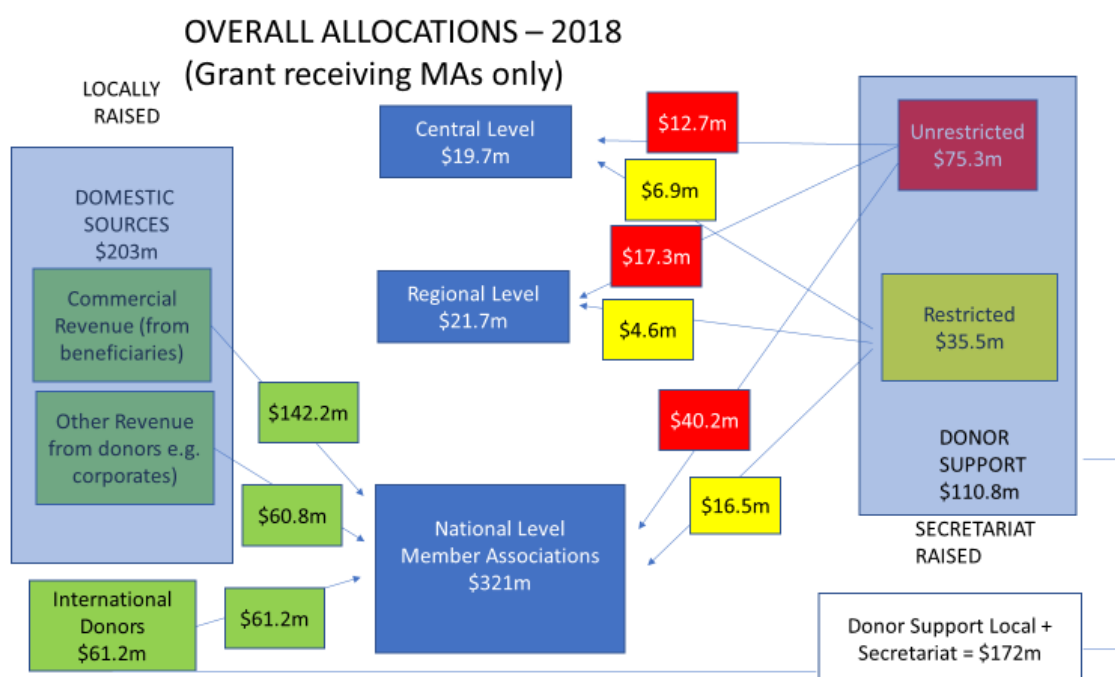 OVERALL ALLOCATIONS – 2018
(Grant receiving MAs only)
LOCALLY
RAISED
DOMESTIC
SOURCES
$203m
Commercial
Revenue (from
beneficiaries)
Other Revenue
from donors e.g.
corporates)
International
Donors
$61.2m
$142.2m
$60.8m
$61.2m
Central Level
$19.7m
Regional Level
$21.7m
National Level
Member Associations
$321m
$12.7m
$6.9m
$17.3m
$4.6m
$40.2m
$16.5m
Unrestricted
$75.3m
Restricted
$35.5m
DONOR
SUPPORT
$110.8m
SECRETARIAT
RAISED
Donor Support Local +
Secretariat = $172m